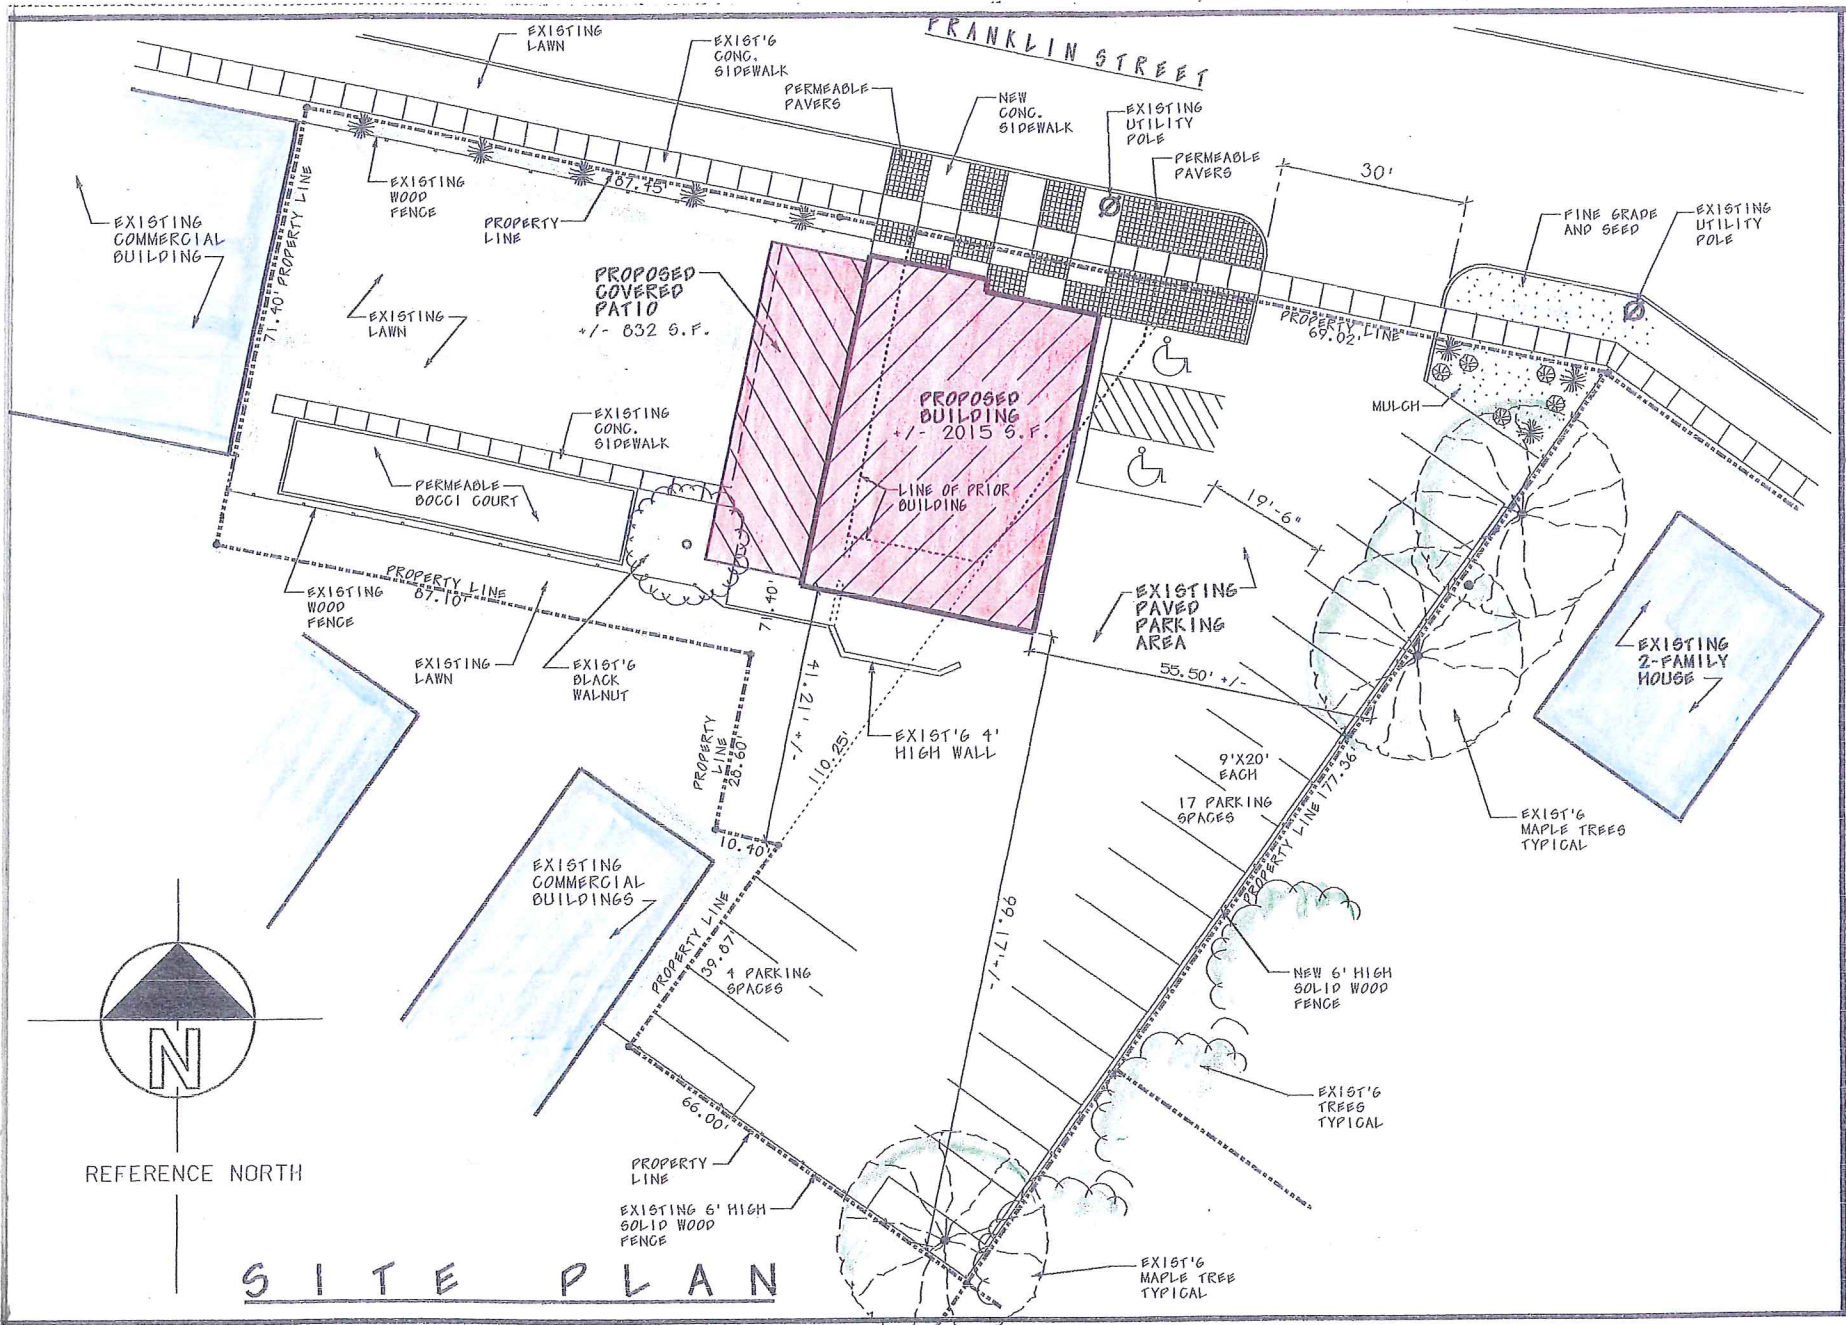 FRANKLIN STREET
EXISTING
LAWN
EXIST'G
CONC.
SIDEWALK
PERMEABLE
PAVERS
NEW
CONC.
SIDEWALK
EXISTING
UTILITY
POLE
PERMEABLE
PAVERS
30'
FINE GRADE
AND SEED
EXISTING
UTILITY
POLE
EXISTING
COMMERCIAL
BUILDING
71.40' PROPERTY LINE
EXISTING
WOOD
FENCE
PROPERTY
LINE
87.45'
EXISTING
LAWN
PROPOSED
COVERED
PATIO
+/- 832 S.F.
PROPOSED
BUILDING
+/- 2015 S.F.
LINE OF PRIOR
BUILDING
PROPERTY LINE
69.02'
MULCH
EXISTING
CONC.
SIDEWALK
PERMEABLE
BOCCI COURT
19'-6"
EXISTING
WOOD
FENCE
PROPERTY LINE
87.10'
EXISTING
LAWN
EXIST'G
BLACK
WALNUT
71.40'
41.21' +/-
110.25'
EXIST'G 4'
HIGH WALL
EXISTING
PAVED
PARKING
AREA
55.50' +/-
EXISTING
2-FAMILY
HOUSE
PROPERTY
LINE
28.60'
10.40'
9'X20'
EACH
17 PARKING
SPACES
PROPERTY LINE 177.36'
EXIST'G
MAPLE TREES
TYPICAL
EXISTING
COMMERCIAL
BUILDINGS
PROPERTY LINE
39.87'
4 PARKING
SPACES
99.17' +/-
NEW 6' HIGH
SOLID WOOD
FENCE
EXIST'G
TREES
TYPICAL
66.00'
PROPERTY
LINE
EXISTING 6' HIGH
SOLID WOOD
FENCE
EXIST'G
MAPLE TREE
TYPICAL
N
REFERENCE NORTH
SITE PLAN